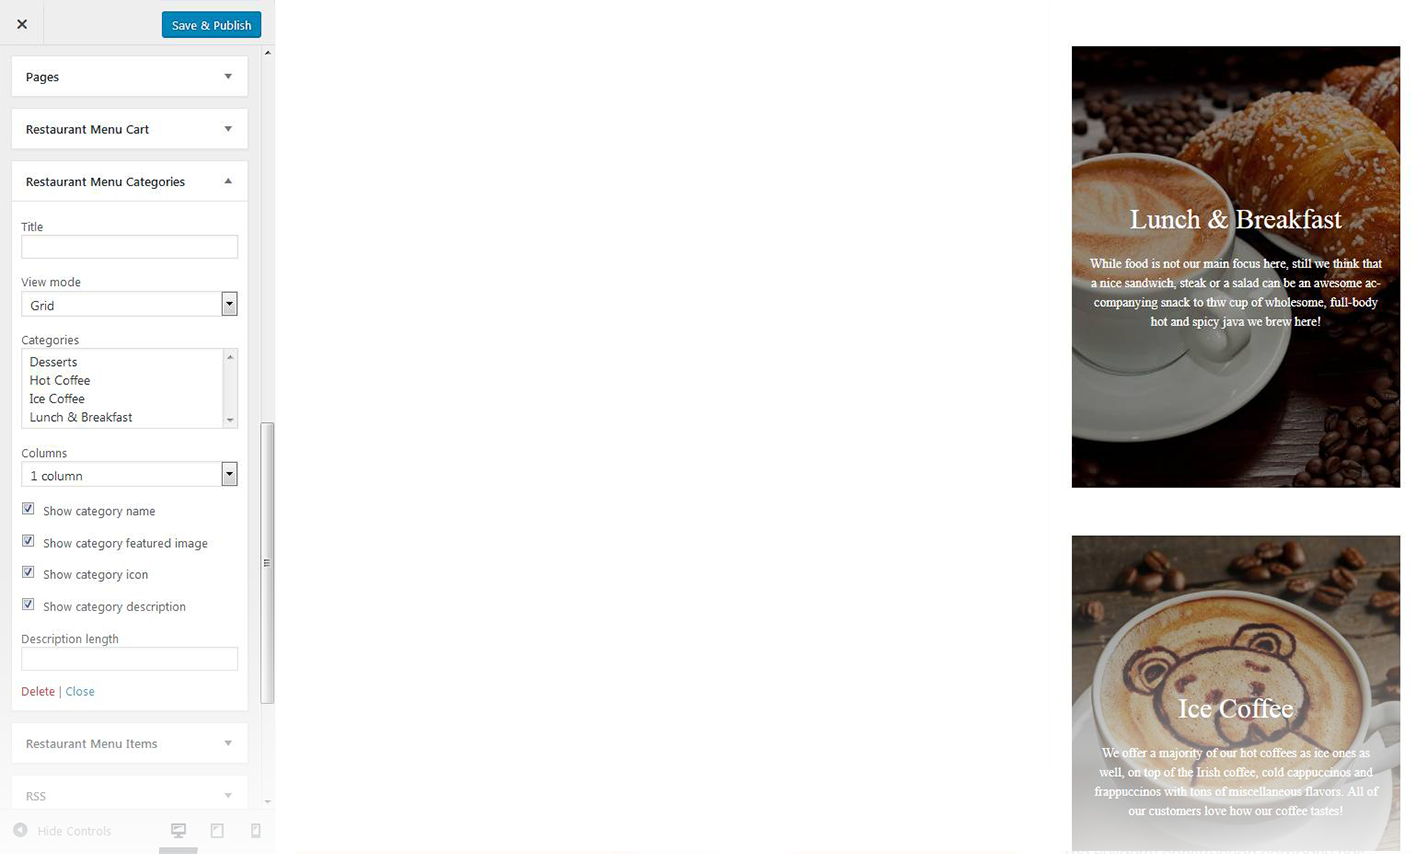 Save & Publish
Pages
Restaurant Menu Cart
Restaurant Menu Categories
Title
View mode
Grid
Categories
Desserts
Hot Coffee
Ice Coffee
Lunch & Breakfast
Columns
1 column
Show category name
Show category featured image
Show category icon
Show category description
Description length
Delete | Close
Restaurant Menu Items
RSS
Hide Controls
Lunch & Breakfast
While food is not our main focus here, still we think that
a nice sandwich, steak or a salad can be an awesome ac-
companying snack to thw cup of wholesome, full-body
hot and spicy java we brew here!
Ice Coffee
We offer a majority of our hot coffees as ice ones as
well, on top of the Irish coffee, cold cappuccinos and
frappuccinos with tons of miscellaneous flavors. All of
our customers love how our coffee tastes!